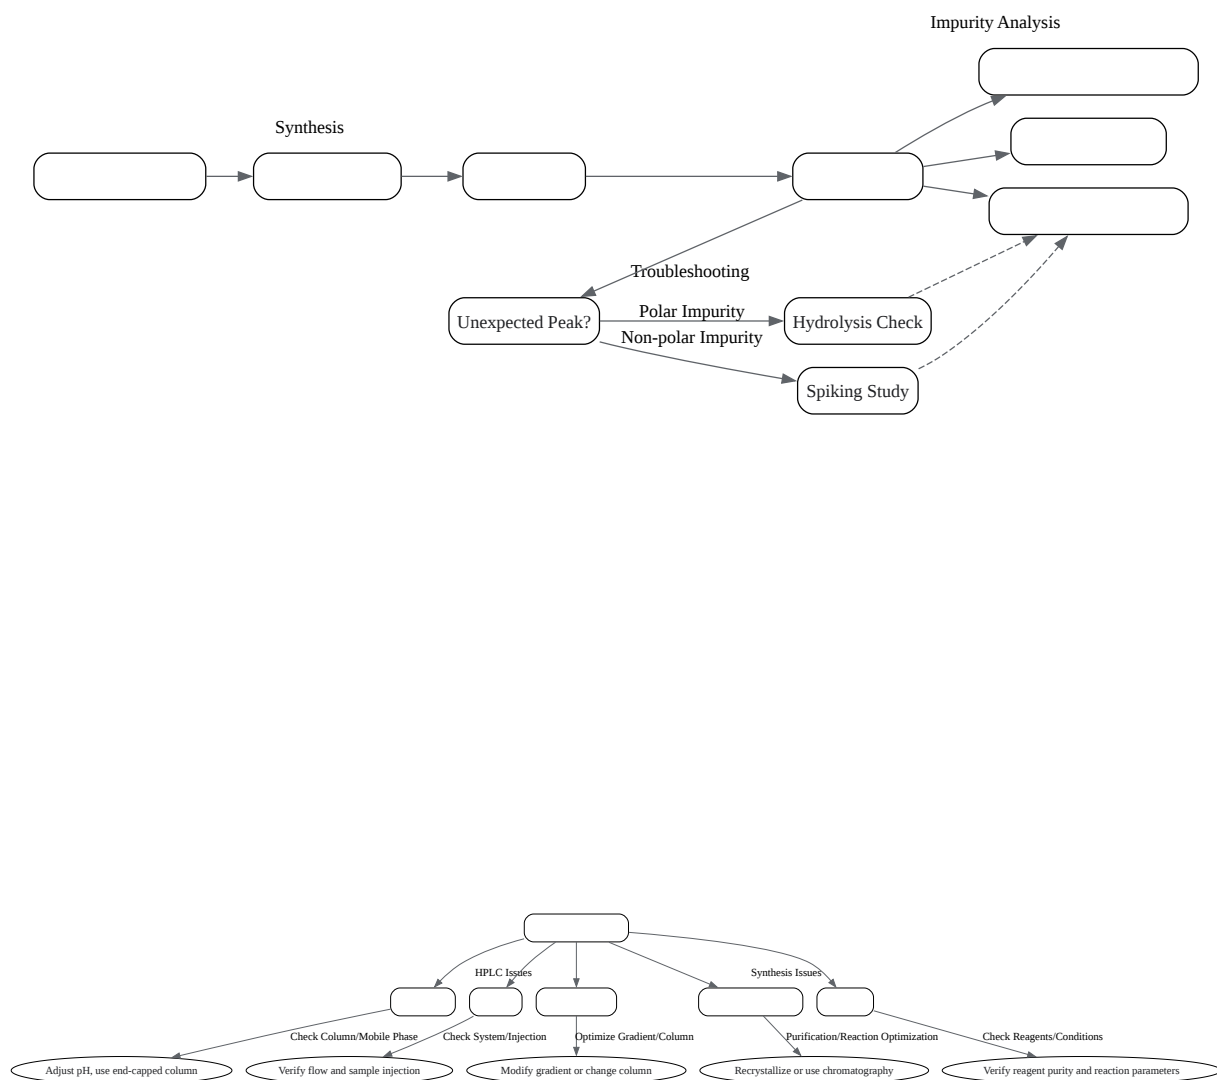 Impurity Analysis
Synthesis
Troubleshooting
Unexpected Peak?
Polar Impurity
Hydrolysis Check
Non-polar Impurity
Spiking Study
HPLC Issues
Synthesis Issues
Check Column/Mobile Phase
Check System/Injection
Optimize Gradient/Column
Purification/Reaction Optimization
Check Reagents/Conditions
Adjust pH, use end-capped column
Verify flow and sample injection
Modify gradient or change column
Recrystallize or use chromatography
Verify reagent purity and reaction parameters